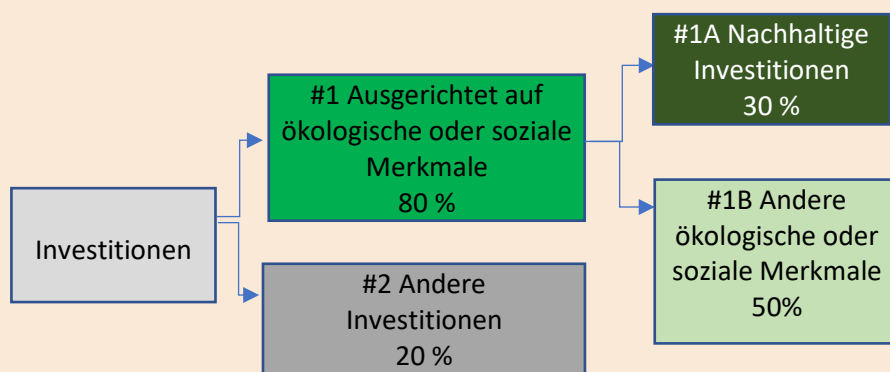 #1A Nachhaltige
Investitionen
30 %
#1 Ausgerichtet auf
ökologische oder soziale
Merkmale
80 %
#1B Andere
ökologische oder
soziale Merkmale
50%
Investitionen
#2 Andere
Investitionen
20 %